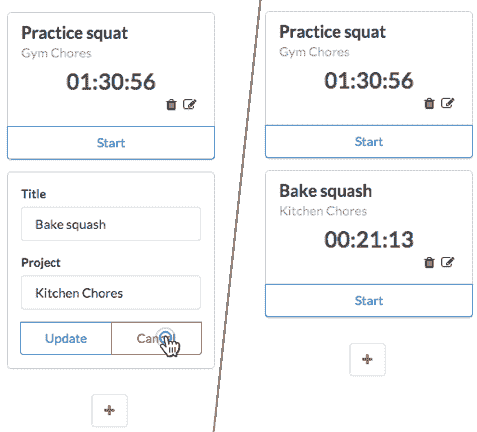 Practice squat
Gym Chores
01:30:56
Start
Title
Bake squash
Project
Kitchen Chores
Update
Cancel
+
Practice squat
Gym Chores
01:30:56
Start
Bake squash
Kitchen Chores
00:21:13
Start
+